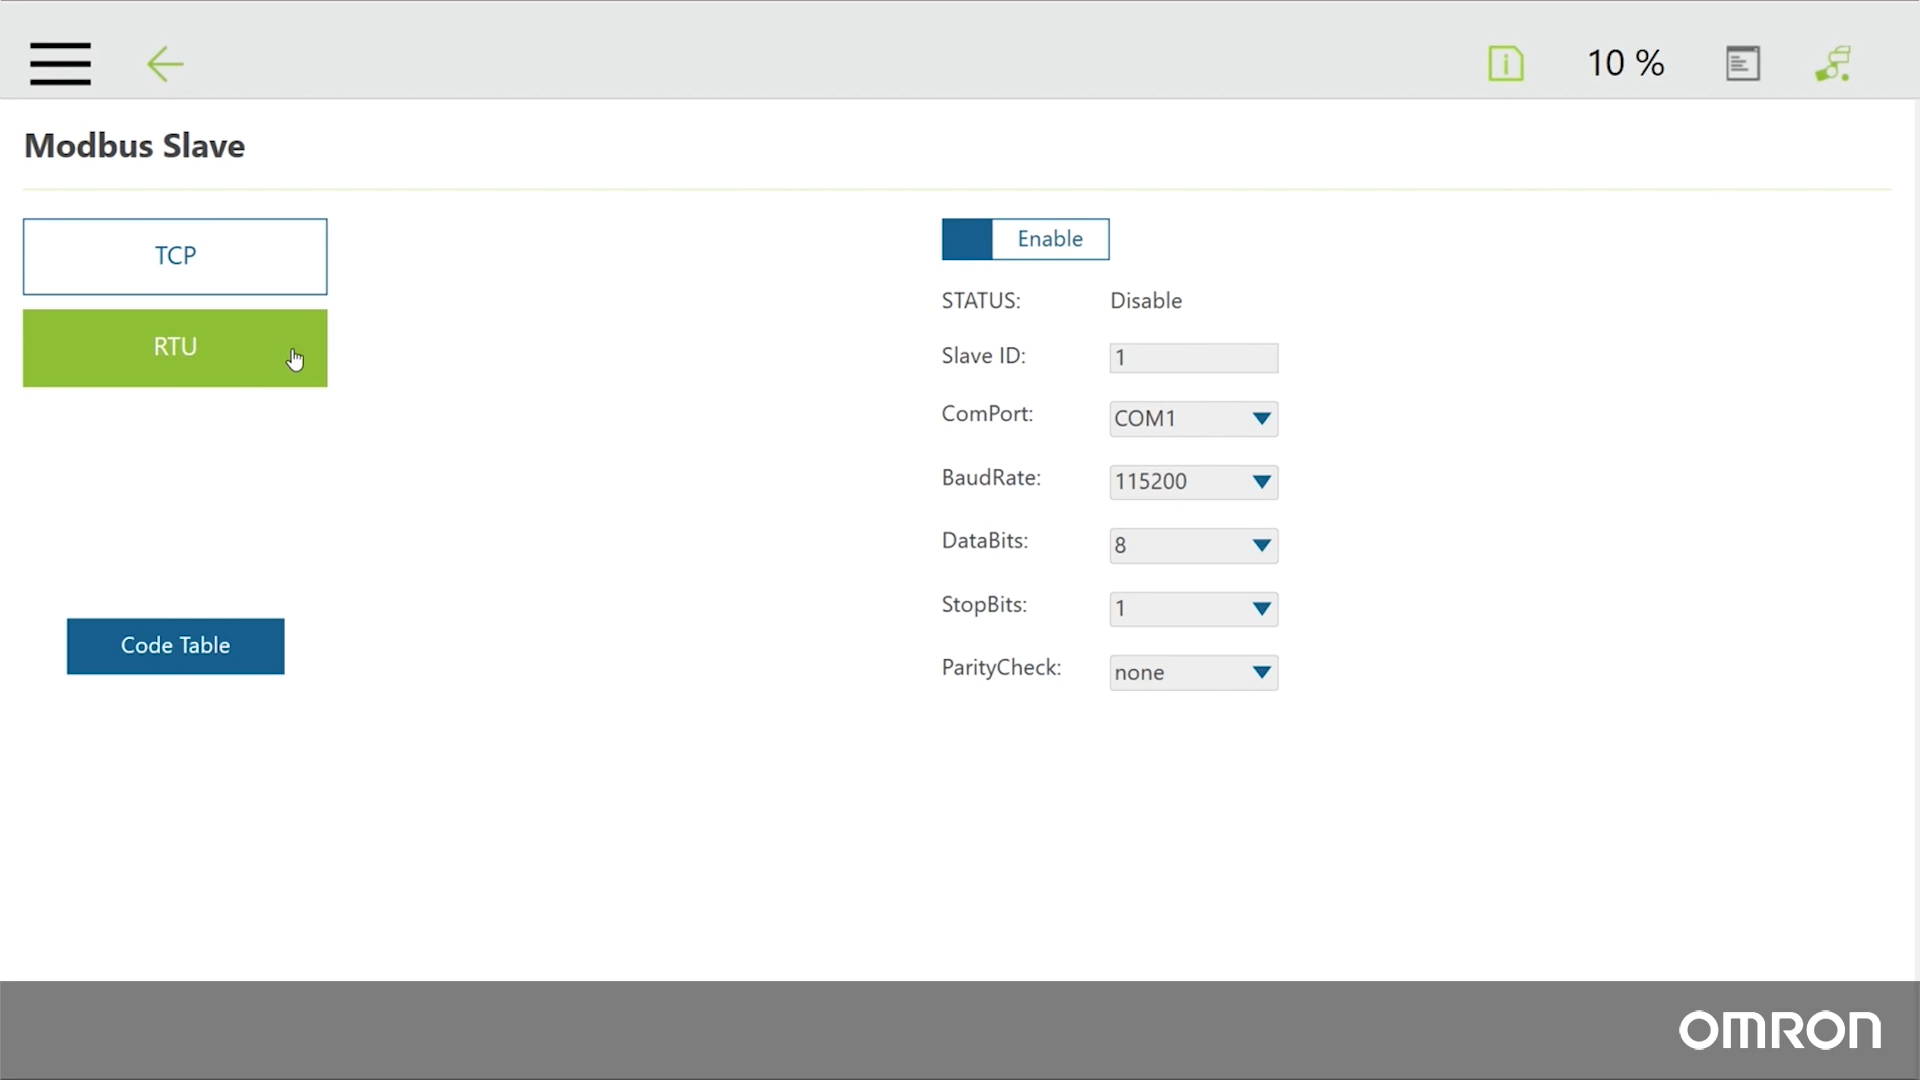 10 %
Modbus Slave
TCP
RTU
Code Table
Enable
STATUS: Disable
Slave ID: 1
ComPort: COM1
BaudRate: 115200
DataBits: 8
StopBits: 1
ParityCheck: none
OMRON